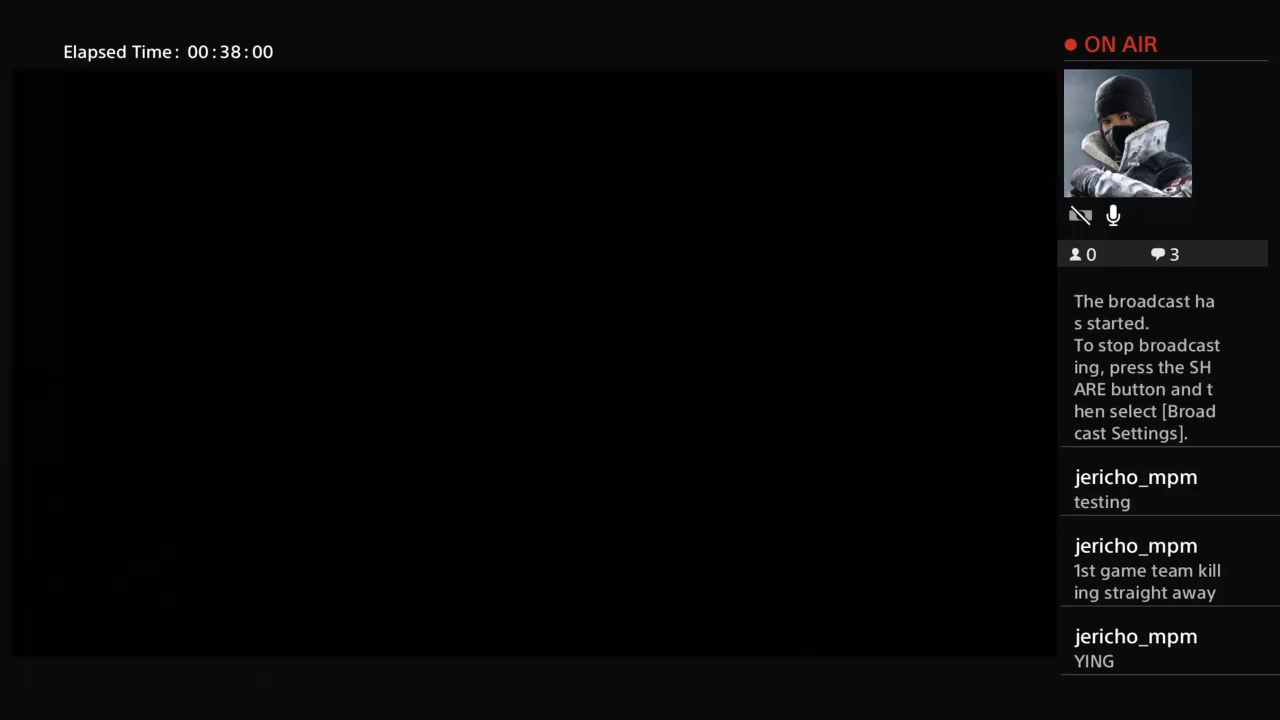 Elapsed Time: 00:38:00
ON AIR
0
3
The broadcast ha
s started.
To stop broadcast
ing, press the SH
ARE button and t
hen select [Broad
cast Settings].
jericho_mpm
testing
jericho_mpm
1st game team kill
ing straight away
jericho_mpm
YING